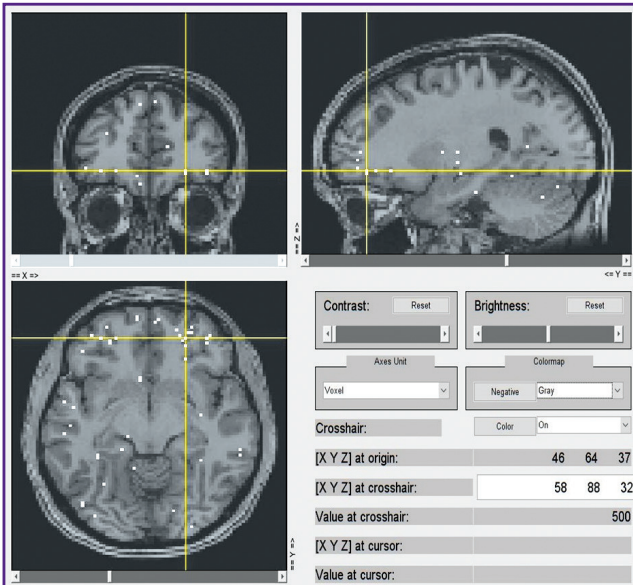 == X =>
<= Z ==
<= Y ==
== Y =>
Contrast:
Reset
Brightness:
Reset
Axes Unit
Voxel
Colormap
Negative
Gray
Crosshair:
Color
On
[X Y Z] at origin: 46 64 37
[X Y Z] at crosshair: 58 88 32
Value at crosshair: 500
[X Y Z] at cursor:
Value at cursor: